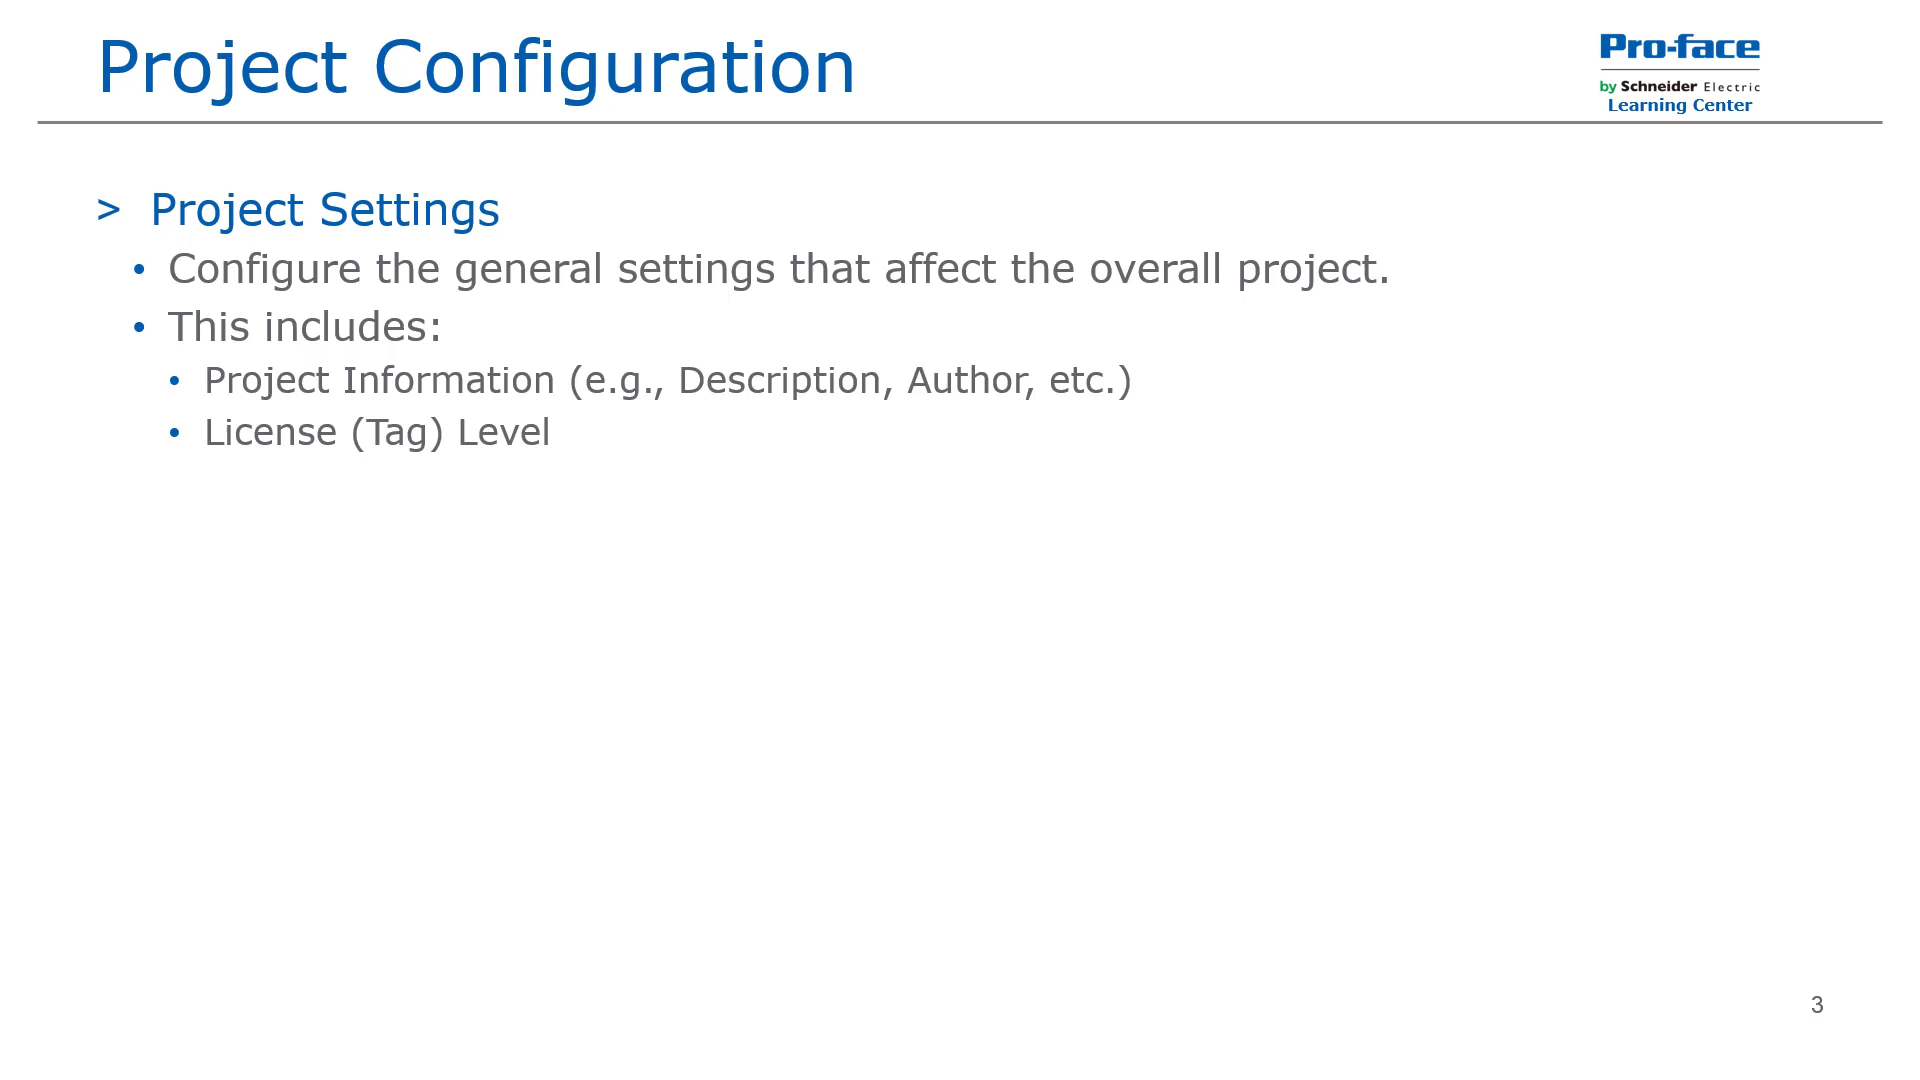 Project Configuration
Pro-face
by Schneider Electric
Learning Center
> Project Settings
• Configure the general settings that affect the overall project.
• This includes:
• Project Information (e.g., Description, Author, etc.)
• License (Tag) Level
3